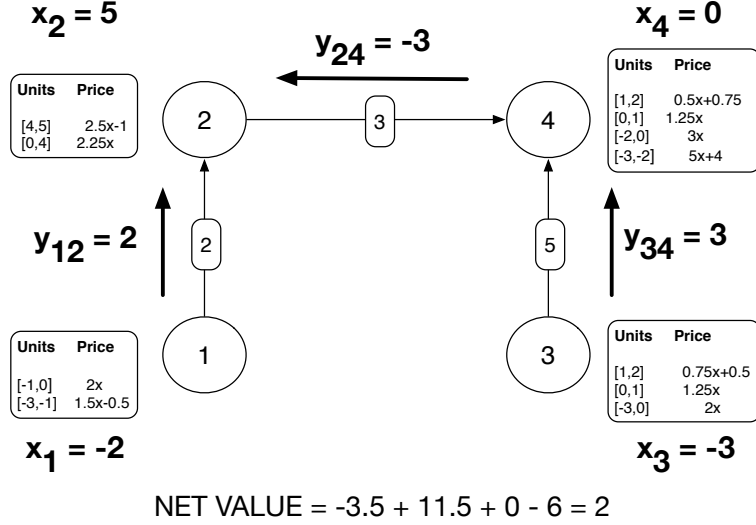 x2 = 5
x4 = 0
y24 = -3
Units Price
[4,5] 2.5x-1
[0,4] 2.25x
2
3
4
Units Price
[1,2] 0.5x+0.75
[0,1] 1.25x
[-2,0] 3x
[-3,-2] 5x+4
y12 = 2
2
5
y34 = 3
Units Price
[-1,0] 2x
[-3,-1] 1.5x-0.5
1
3
Units Price
[1,2] 0.75x+0.5
[0,1] 1.25x
[-3,0] 2x
x1 = -2
x3 = -3
NET VALUE = -3.5 + 11.5 + 0 - 6 = 2